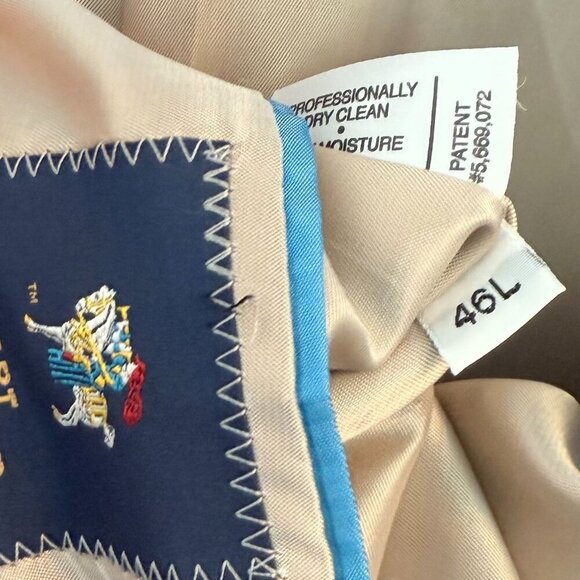 PROFESSIONALLY
DRY CLEAN
•
MOISTURE
PATENT
#5,669,072
46L
TM